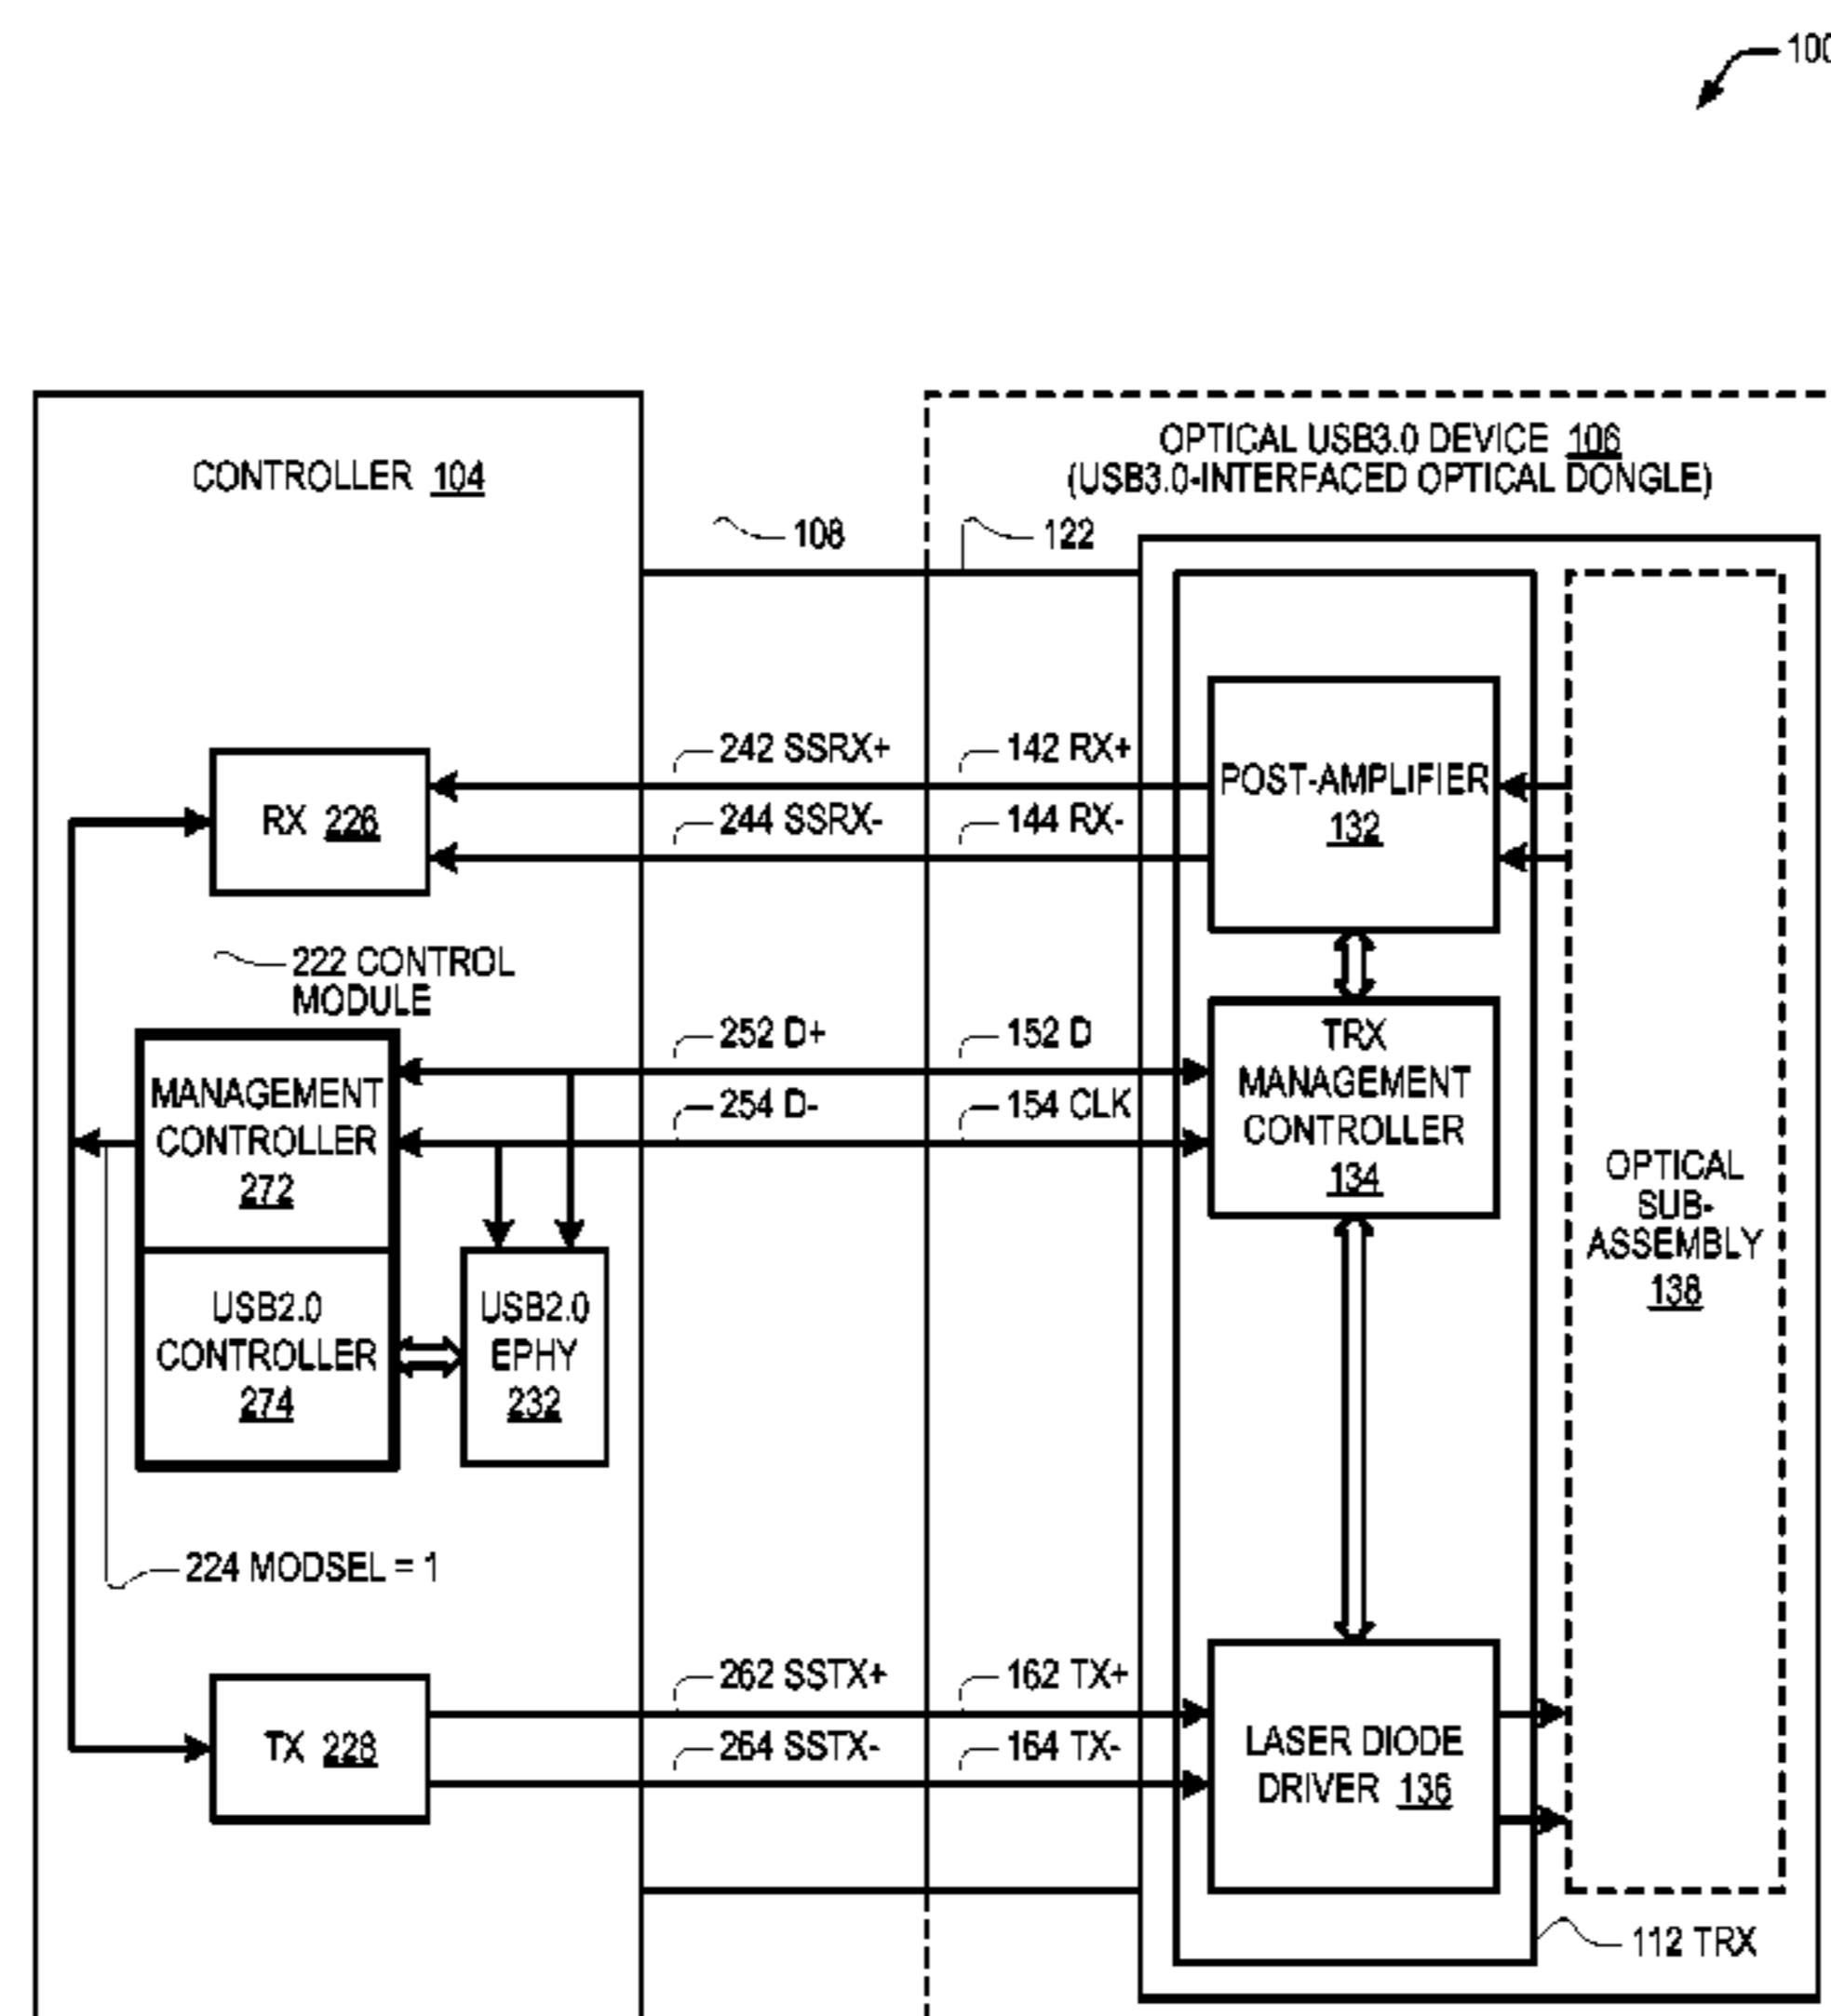 100
CONTROLLER 104
OPTICAL USB3.0 DEVICE 106
(USB3.0-INTERFACED OPTICAL DONGLE)
108
122
242 SSRX+
142 RX+
RX 226
244 SSRX-
144 RX-
POST-AMPLIFIER
132
222 CONTROL
MODULE
252 D+
152 D
254 D-
154 CLK
MANAGEMENT
CONTROLLER
272
TRX
MANAGEMENT
CONTROLLER
134
USB2.0
CONTROLLER
274
USB2.0
EPHY
232
OPTICAL
SUB-
ASSEMBLY
138
224 MODSEL = 1
262 SSTX+
162 TX+
TX 228
264 SSTX-
164 TX-
LASER DIODE
DRIVER 136
112 TRX